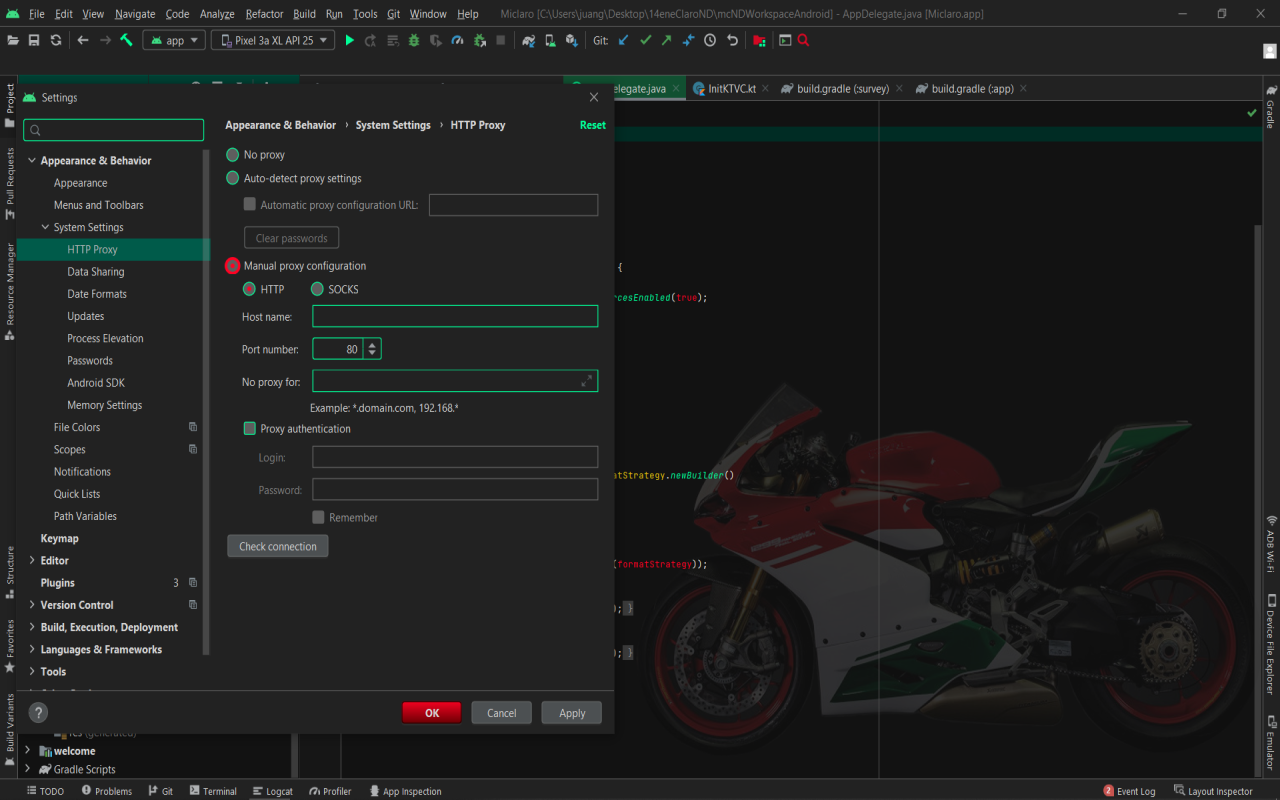 File Edit View Navigate Code Analyze Refactor Build Run Tools Git Window Help Miclaro [C:\Users\juang\Desktop\14eneClaroND\mcNDWorkspaceAndroid] - AppDelegate.java [Miclaro.app]
app Pixel 3a XL API 25 Git:
elegate.java InitKTVC.kt build.gradle (:survey) build.gradle (:app)
Project
Pull Requests
Resource Manager
Structure
Favorites
Build Variants
Settings
Appearance & Behavior › System Settings › HTTP Proxy Reset
Appearance & Behavior
Appearance
Menus and Toolbars
System Settings
HTTP Proxy
Data Sharing
Date Formats
Updates
Process Elevation
Passwords
Android SDK
Memory Settings
File Colors
Scopes
Notifications
Quick Lists
Path Variables
Keymap
Editor
Plugins 3
Version Control
Build, Execution, Deployment
Languages & Frameworks
Tools
No proxy
Auto-detect proxy settings
Automatic proxy configuration URL:
Clear passwords
Manual proxy configuration
HTTP SOCKS
Host name:
Port number: 80
No proxy for:
Example: *.domain.com, 192.168.*
Proxy authentication
Login:
Password:
Remember
Check connection
? OK Cancel Apply
{
rcesEnabled(true);
atStrategy.newBuilder()
(formatStrategy));
); }
); }
Gradle
ADB Wi-Fi
Device File Explorer
Emulator
res (generated)
welcome
Gradle Scripts
TODO Problems Git Terminal Logcat Profiler App Inspection 2 Event Log Layout Inspector